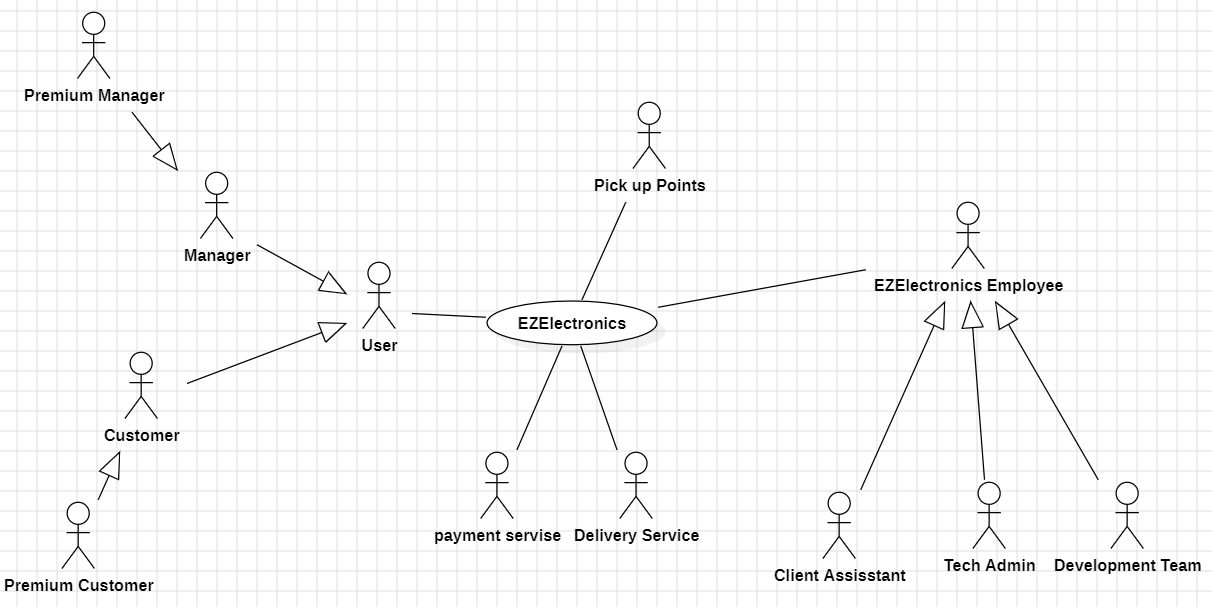 Premium Manager
Pick up Points
Manager
EZElectronics Employee
EZElectronics
User
Customer
payment servise
Delivery Service
Tech Admin
Development Team
Client Assisstant
Premium Customer